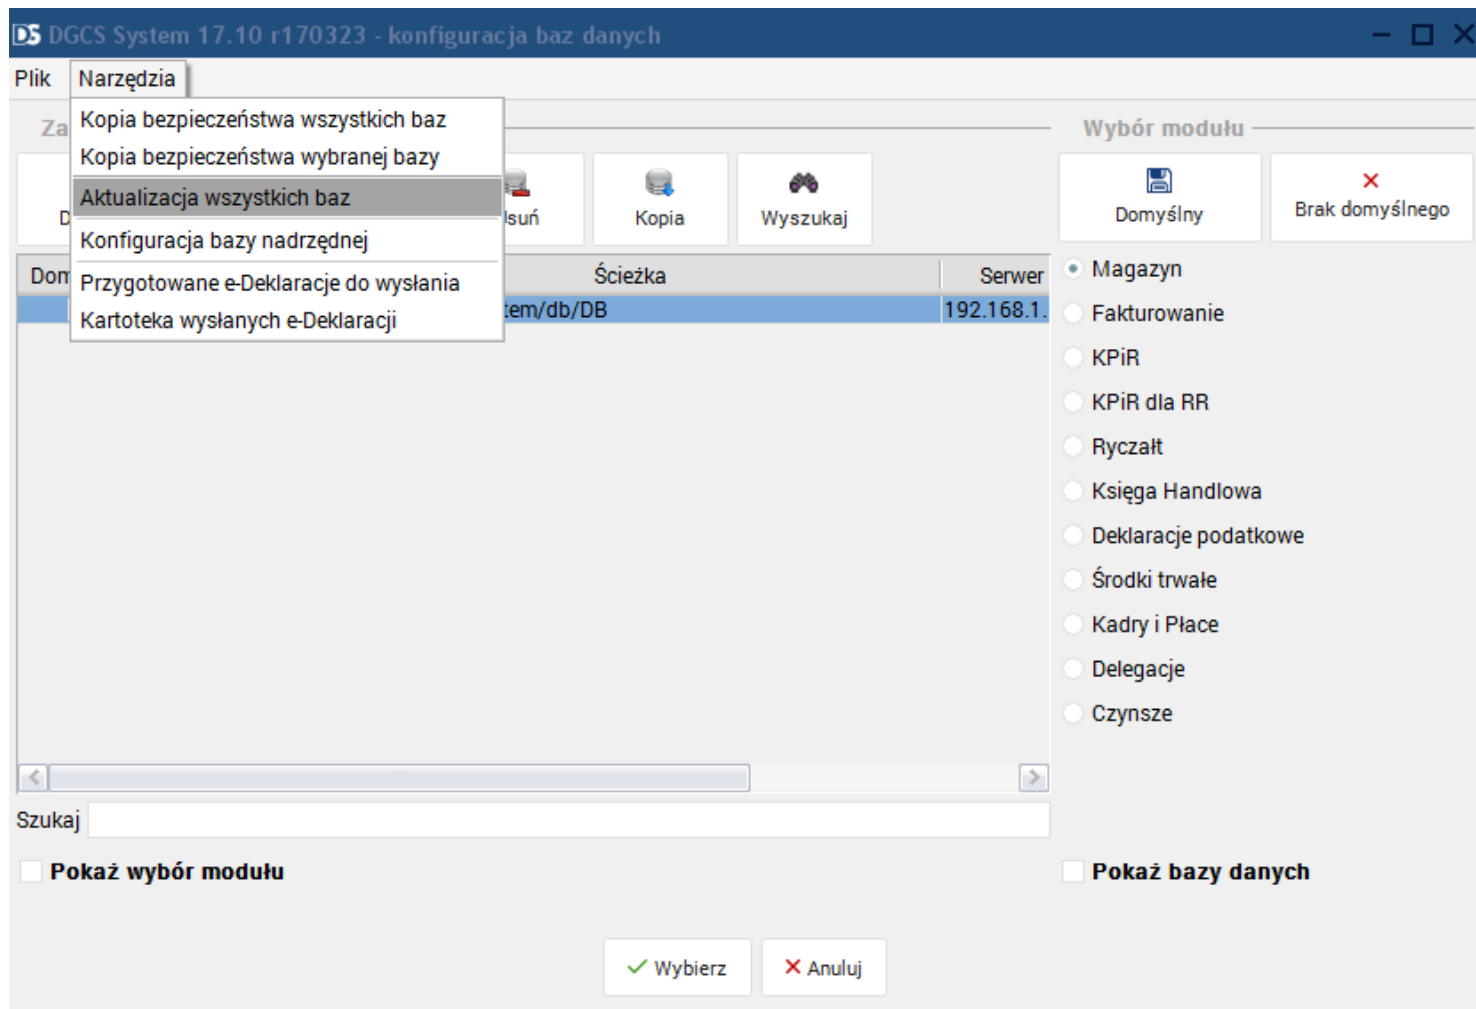 DS DGCS System 17.10 r170323 - konfiguracja baz danych
Plik Narzędzia
Kopia bezpieczeństwa wszystkich baz
Kopia bezpieczeństwa wybranej bazy
Aktualizacja wszystkich baz
Konfiguracja bazy nadrzędnej
Przygotowane e-Deklaracje do wysłania
Kartoteka wysłanych e-Deklaracji
Kopia
Wyszukaj
Ścieżka
Serwer
192.168.1.
Wybór modułu
Domyślny
Brak domyślnego
Magazyn
Fakturowanie
KPiR
KPiR dla RR
Ryczałt
Księga Handlowa
Deklaracje podatkowe
Środki trwałe
Kadry i Płace
Delegacje
Czynsze
Szukaj
Pokaż wybór modułu
Pokaż bazy danych
Wybierz
Anuluj